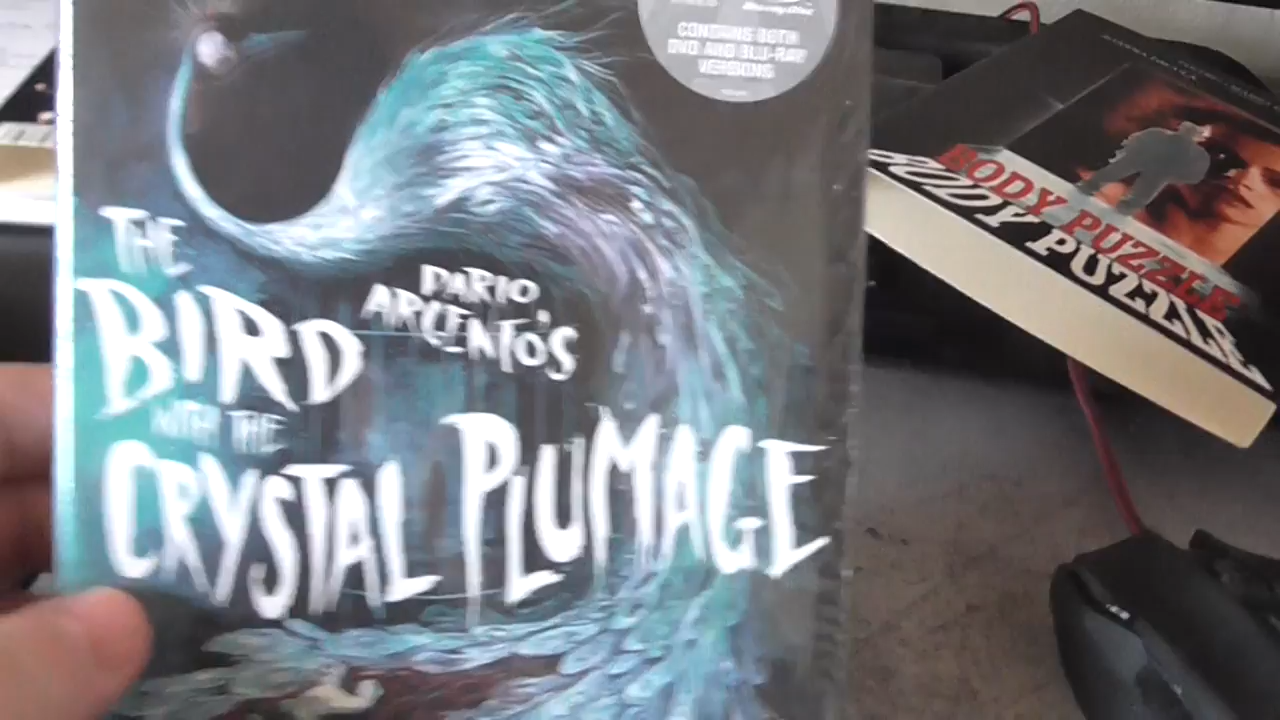 CONTAINS BOTH
DVD AND BLU-RAY
VERSIONS
THE
BIRD
WITH THE
CRYSTAL PLUMAGE
DARIO
ARGENTO'S
BODY PUZZLE
BODY PUZZLE